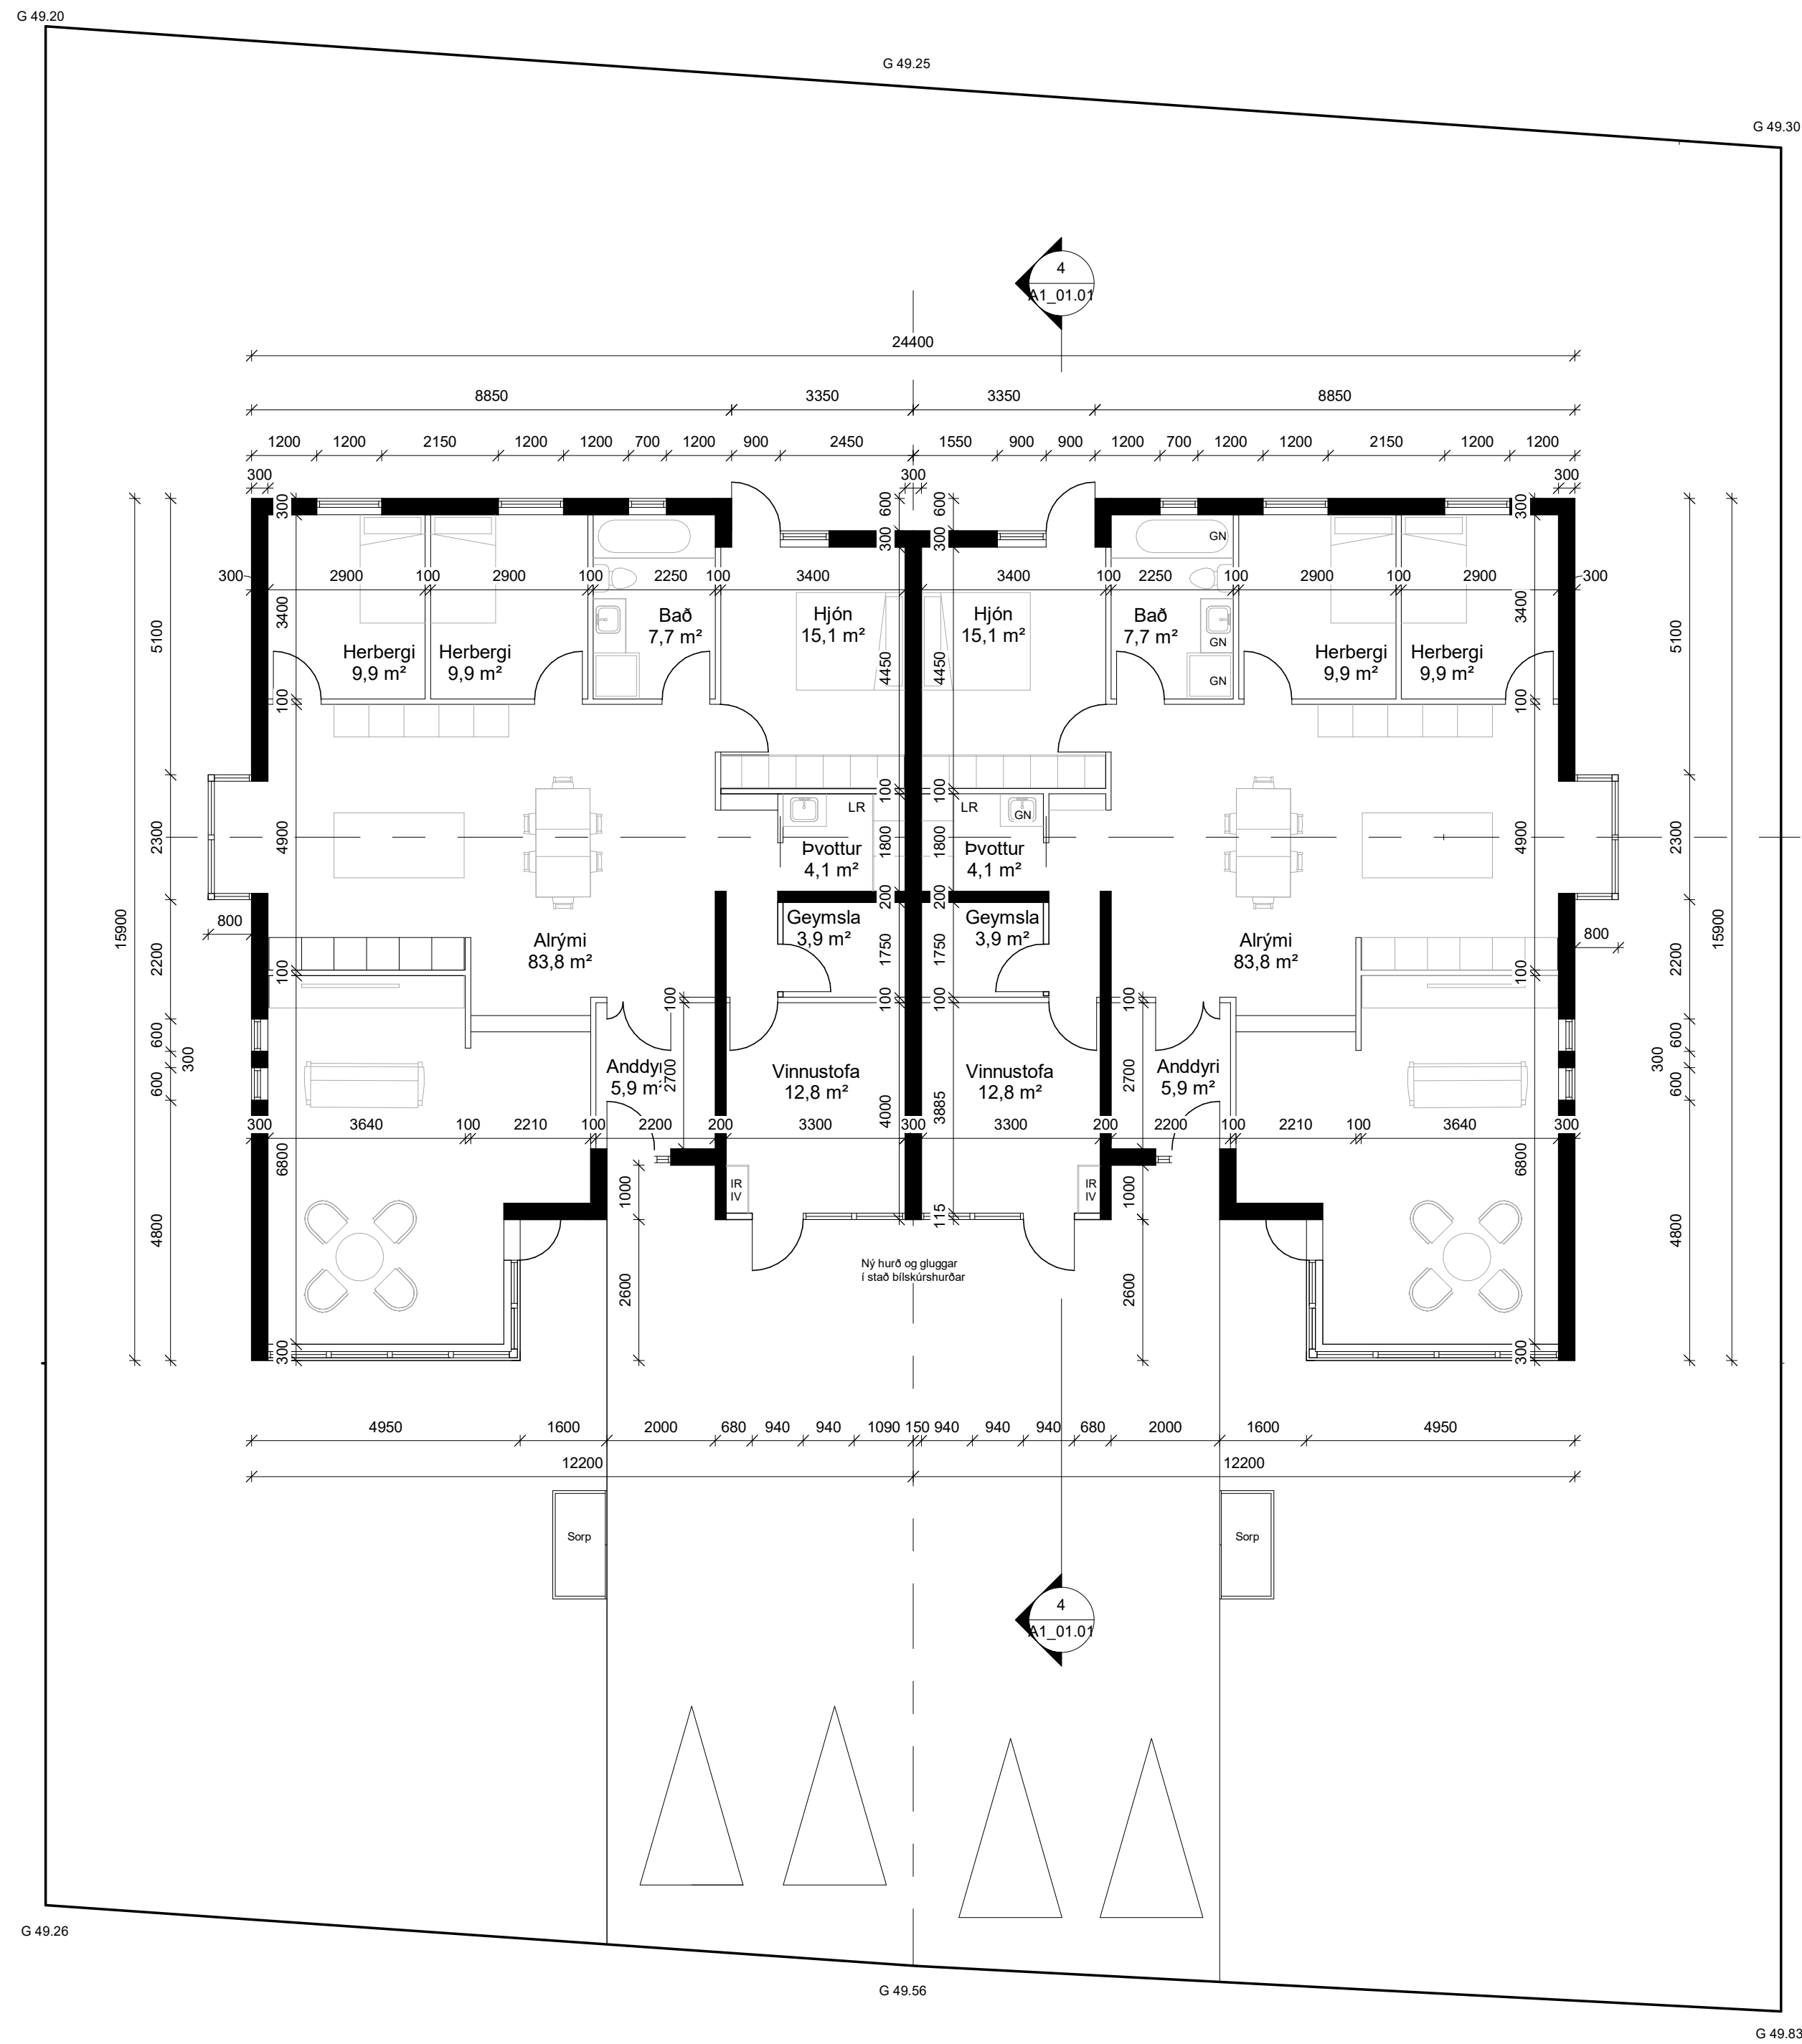 G 49.20
G 49.25
G 49.30
4
A1_01.01
24400
8850 3350 3350 8850
1200 1200 2150 1200 1200 700 1200 900 2450 1550 900 900 1200 700 1200 1200 2150 1200 1200
300 300 300
300 600 600 300
300 300
300 2900 100 2900 100 2250 100 3400 3400 100 2250 100 2900 100 2900 300
GN
3400 3400
Hjón
15,1 m²
Hjón
15,1 m²
Bað
7,7 m²
Bað
7,7 m²
GN
GN
5100 5100
Herbergi
9,9 m²
Herbergi
9,9 m²
Herbergi
9,9 m²
Herbergi
9,9 m²
4450 4450
100 100
100 100
LR LR
GN
2300 4900 1800 1800 4900 2300
Þvottur
4,1 m²
Þvottur
4,1 m²
200 200
15900 15900
800 800
Geymsla
3,9 m²
Geymsla
3,9 m²
Alrými
83,8 m²
Alrými
83,8 m²
2200 100 1750 1750 100 2200
100 100 100 100
600 300 600 600 300 600
Anddyri
5,9 m²
2700
Vinnustofa
12,8 m²
Vinnustofa
12,8 m²
2700
Anddyri
5,9 m²
4000 3885
300 3640 100 2210 100 2200 200 3300 300 3300 200 2200 100 2210 100 3640 300
6800 6800
IR
IV
IR
IV
1000 1000
115
4800 4800
Ný hurð og gluggar
í stað bílskúrshurðar
2600 2600
300 300
4950 1600 2000 680 940 940 1090 150 940 940 940 680 2000 1600 4950
12200 12200
Sorp Sorp
4
A1_01.01
G 49.26
G 49.56
G 49.83